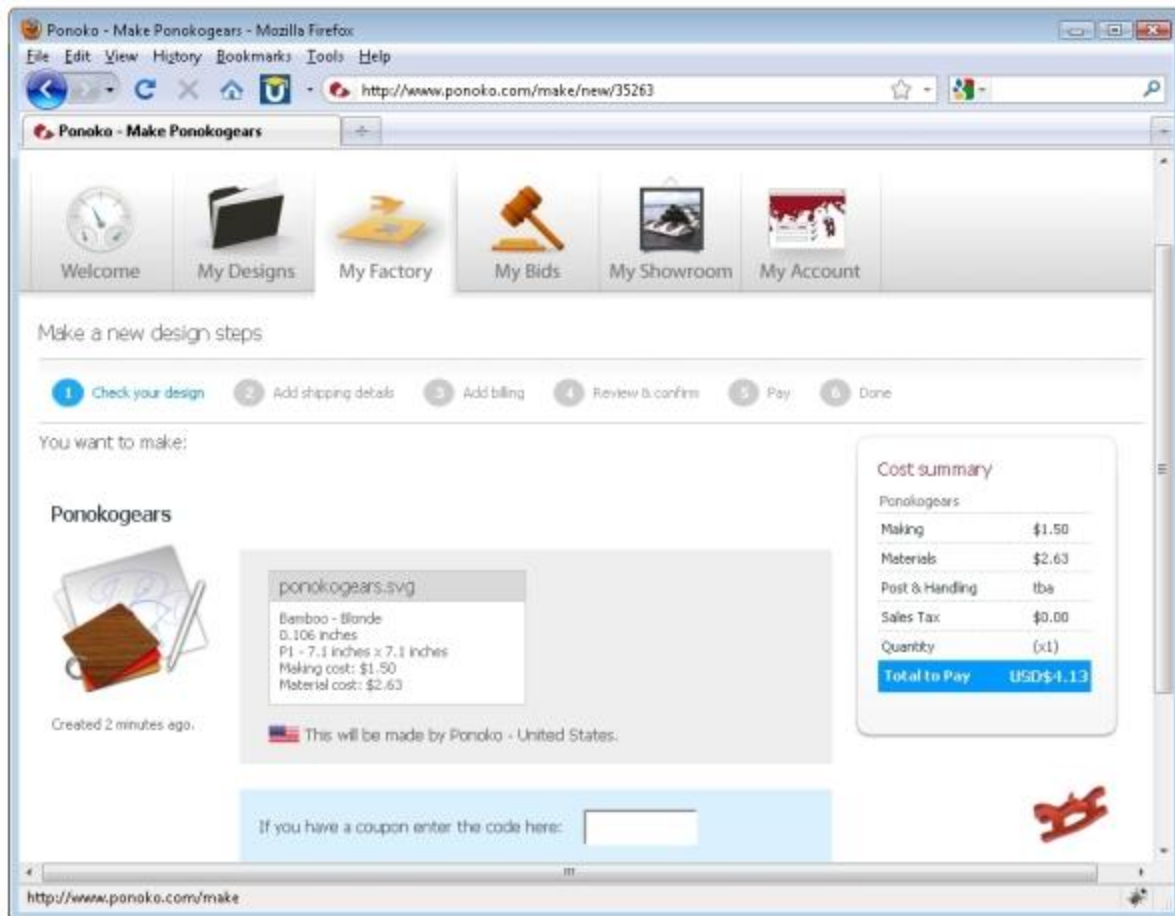 Ponoko - Make Ponokogears - Mozilla Firefox
File Edit View History Bookmarks Tools Help
http://www.ponoko.com/make/new/35263
Ponoko - Make Ponokogears
Welcome My Designs My Factory My Bids My Showroom My Account
Make a new design steps
1 Check your design 2 Add shipping details 3 Add billing 4 Review & confirm 5 Pay 6 Done
You want to make:
Ponokogears
ponokogears.svg
Bamboo - Blonde
0.106 inches
P1 - 7.1 inches x 7.1 inches
Making cost: $1.50
Material cost: $2.63
Created 2 minutes ago.
This will be made by Ponoko - United States.
If you have a coupon enter the code here:
Cost summary
Ponokogears
Making $1.50
Materials $2.63
Post & Handling tba
Sales Tax $0.00
Quantity (x1)
Total to Pay USD$4.13
http://www.ponoko.com/make